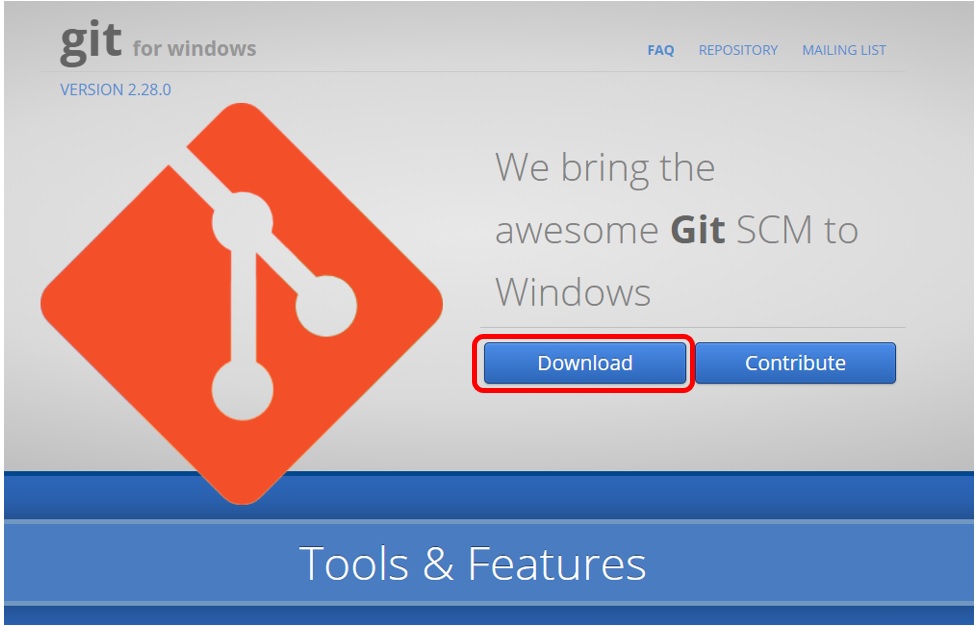 git for windows
FAQ REPOSITORY MAILING LIST
VERSION 2.28.0
We bring the
awesome Git SCM to
Windows
Download Contribute
Tools & Features